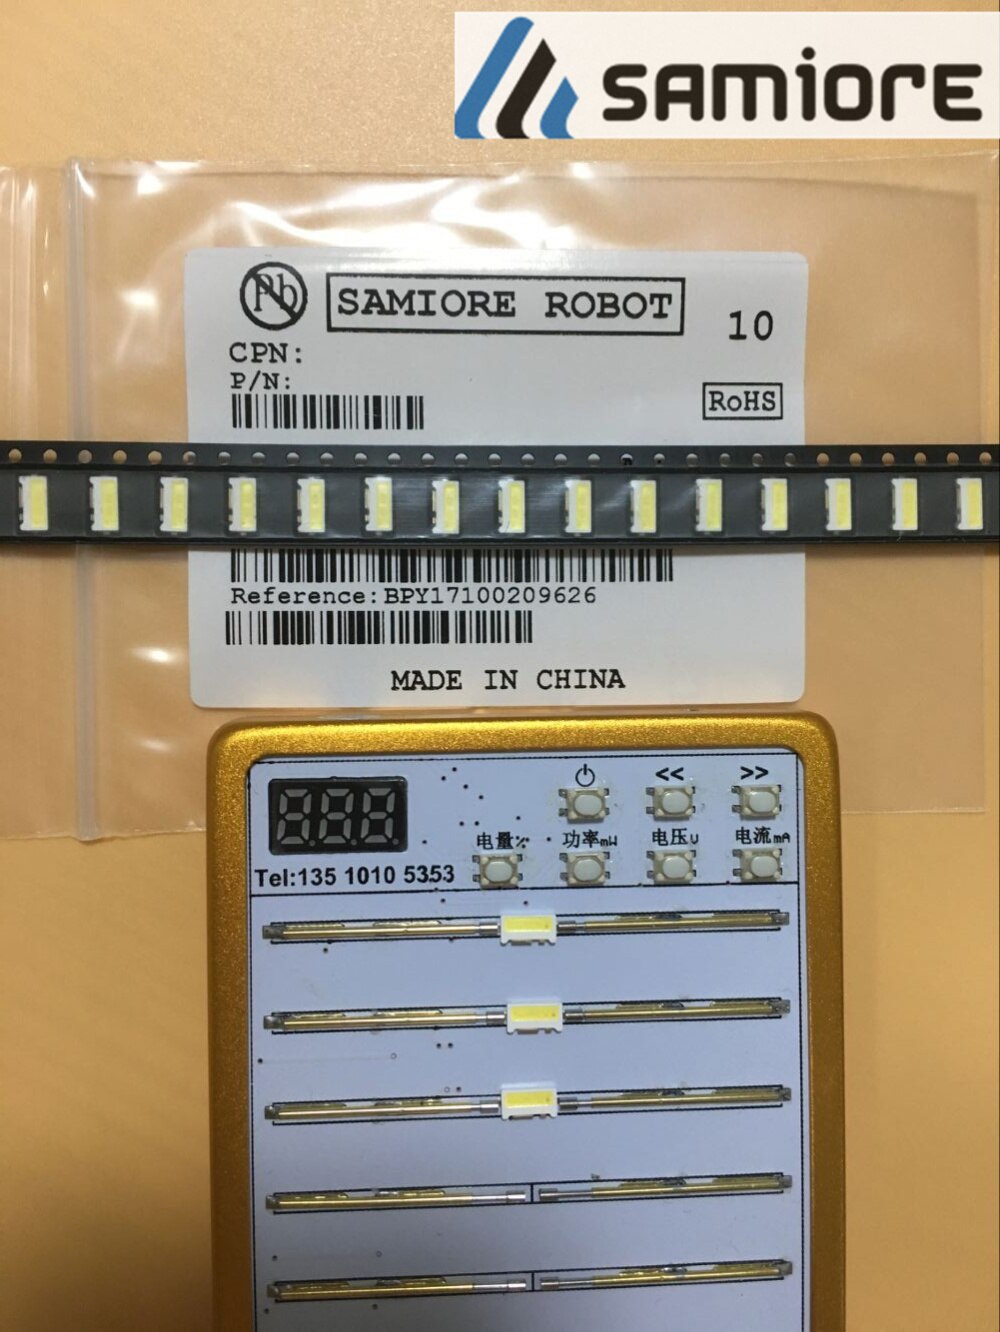 SAMIORE
Pb
SAMIORE ROBOT
10
CPN:
P/N:
RoHS
Reference:BPY17100209626
MADE IN CHINA
<< >>
电量% 功率mW 电压V 电流mA
Tel:135 1010 5353